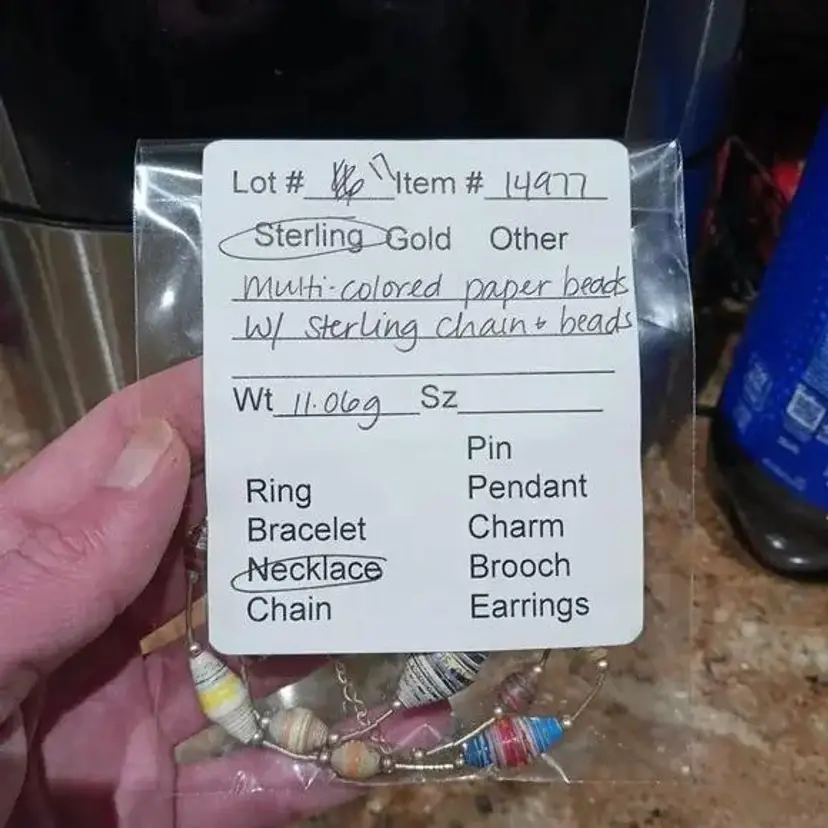 Lot # 17 Item # 14977
Sterling Gold Other
Multi-colored paper beads
W/ Sterling chain & beads
Wt 11.06g Sz
Pin
Ring Pendant
Bracelet Charm
Necklace Brooch
Chain Earrings